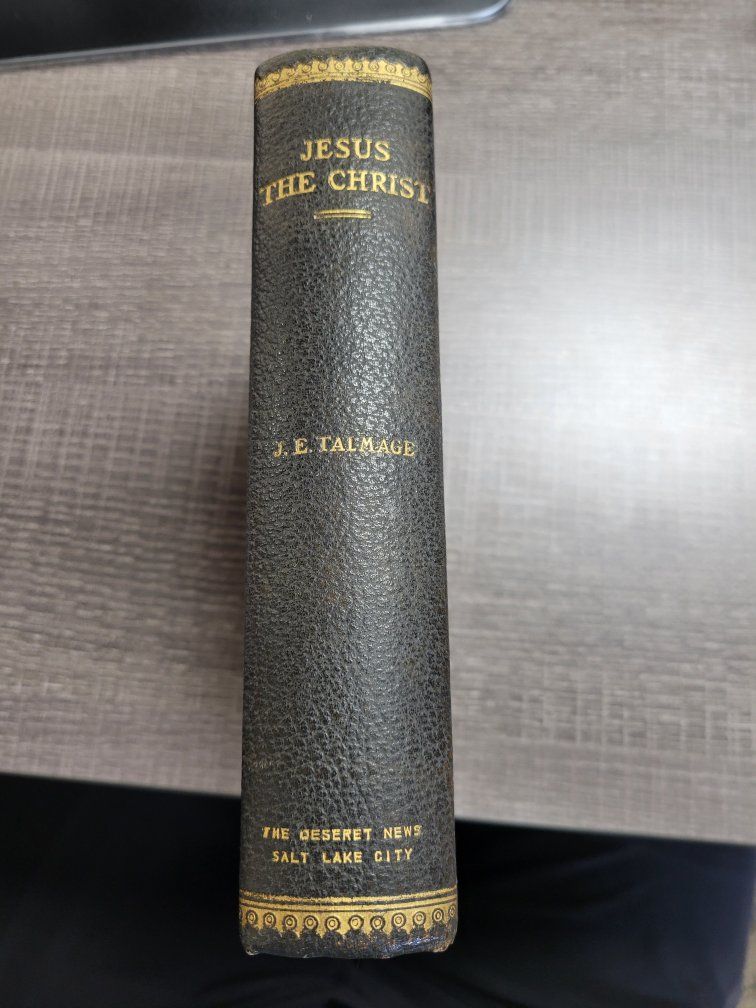 JESUS
THE CHRIST
J. E. TALMAGE
THE DESERET NEWS
SALT LAKE CITY